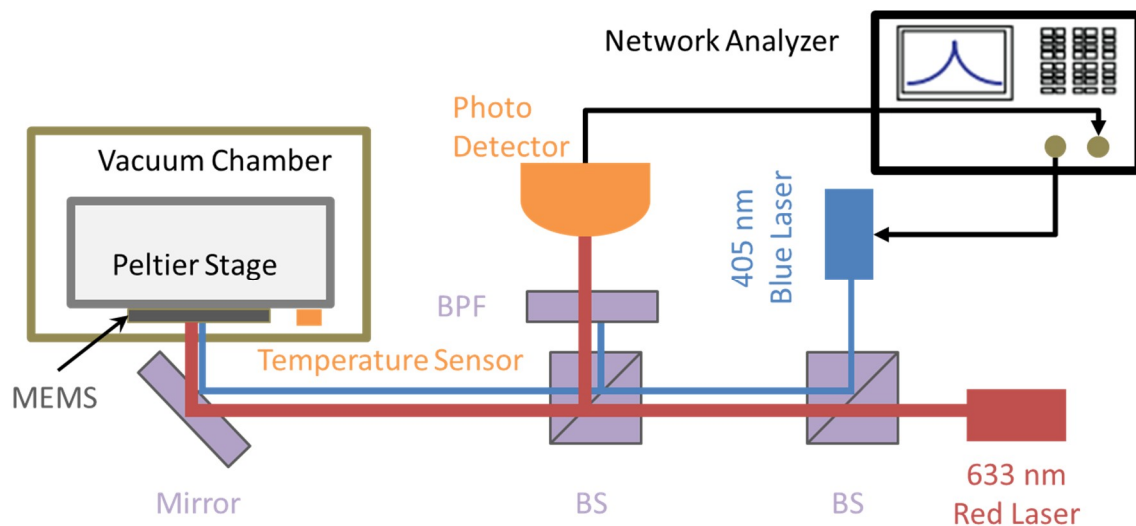 Network Analyzer
Photo
Detector
Vacuum Chamber
Peltier Stage
405 nm
Blue Laser
BPF
Temperature Sensor
MEMS
Mirror
BS
BS
633 nm
Red Laser